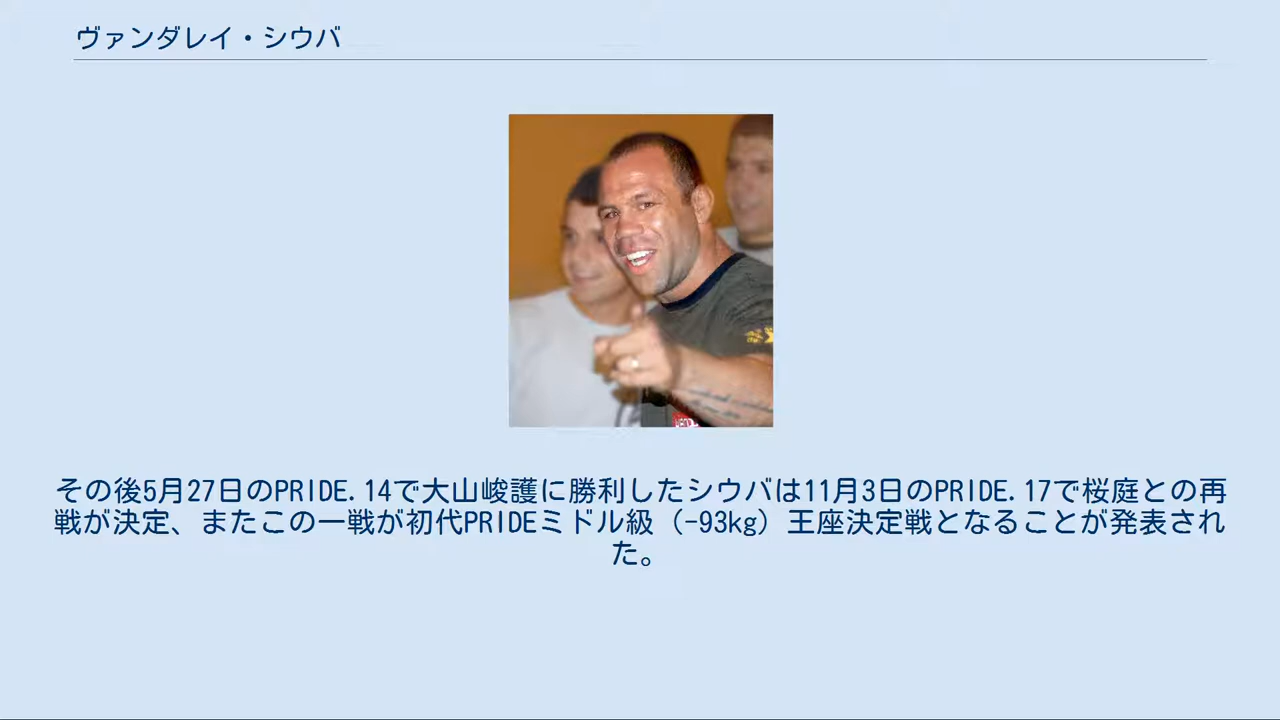 ヴァンダレイ・シウバ
その後5月27日のPRIDE.14で大山峻護に勝利したシウバは11月3日のPRIDE.17で桜庭との再
戦が決定、またこの一戦が初代PRIDEミドル級（-93kg）王座決定戦となることが発表され
た。